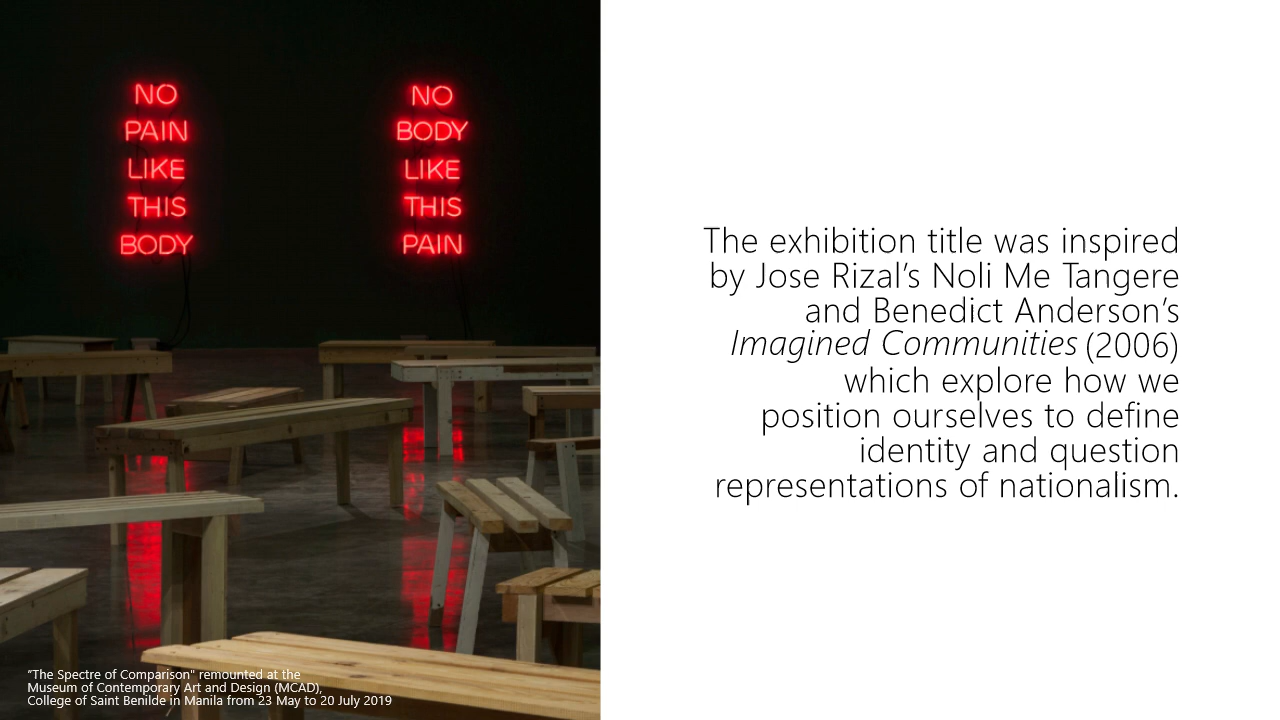 NO
PAIN
LIKE
THIS
BODY
NO
BODY
LIKE
THIS
PAIN
"The Spectre of Comparison" remounted at the
Museum of Contemporary Art and Design (MCAD),
College of Saint Benilde in Manila from 23 May to 20 July 2019
The exhibition title was inspired
by Jose Rizal’s Noli Me Tangere
and Benedict Anderson’s
Imagined Communities (2006)
which explore how we
position ourselves to define
identity and question
representations of nationalism.